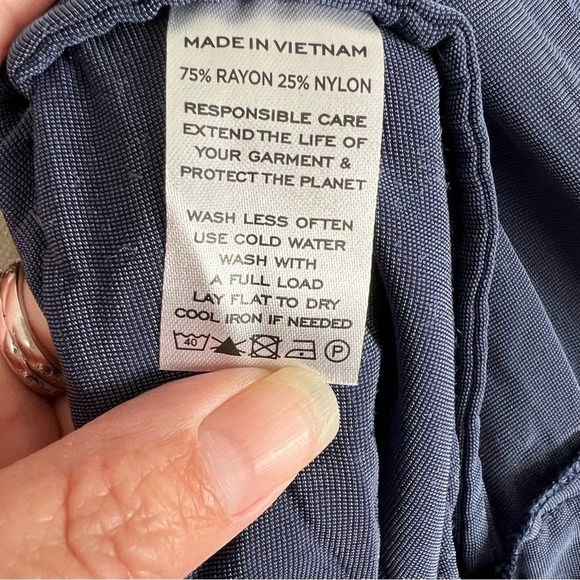 MADE IN VIETNAM
75% RAYON 25% NYLON
RESPONSIBLE CARE
EXTEND THE LIFE OF
YOUR GARMENT &
PROTECT THE PLANET
WASH LESS OFTEN
USE COLD WATER
WASH WITH
A FULL LOAD
LAY FLAT TO DRY
COOL IRON IF NEEDED
40 P